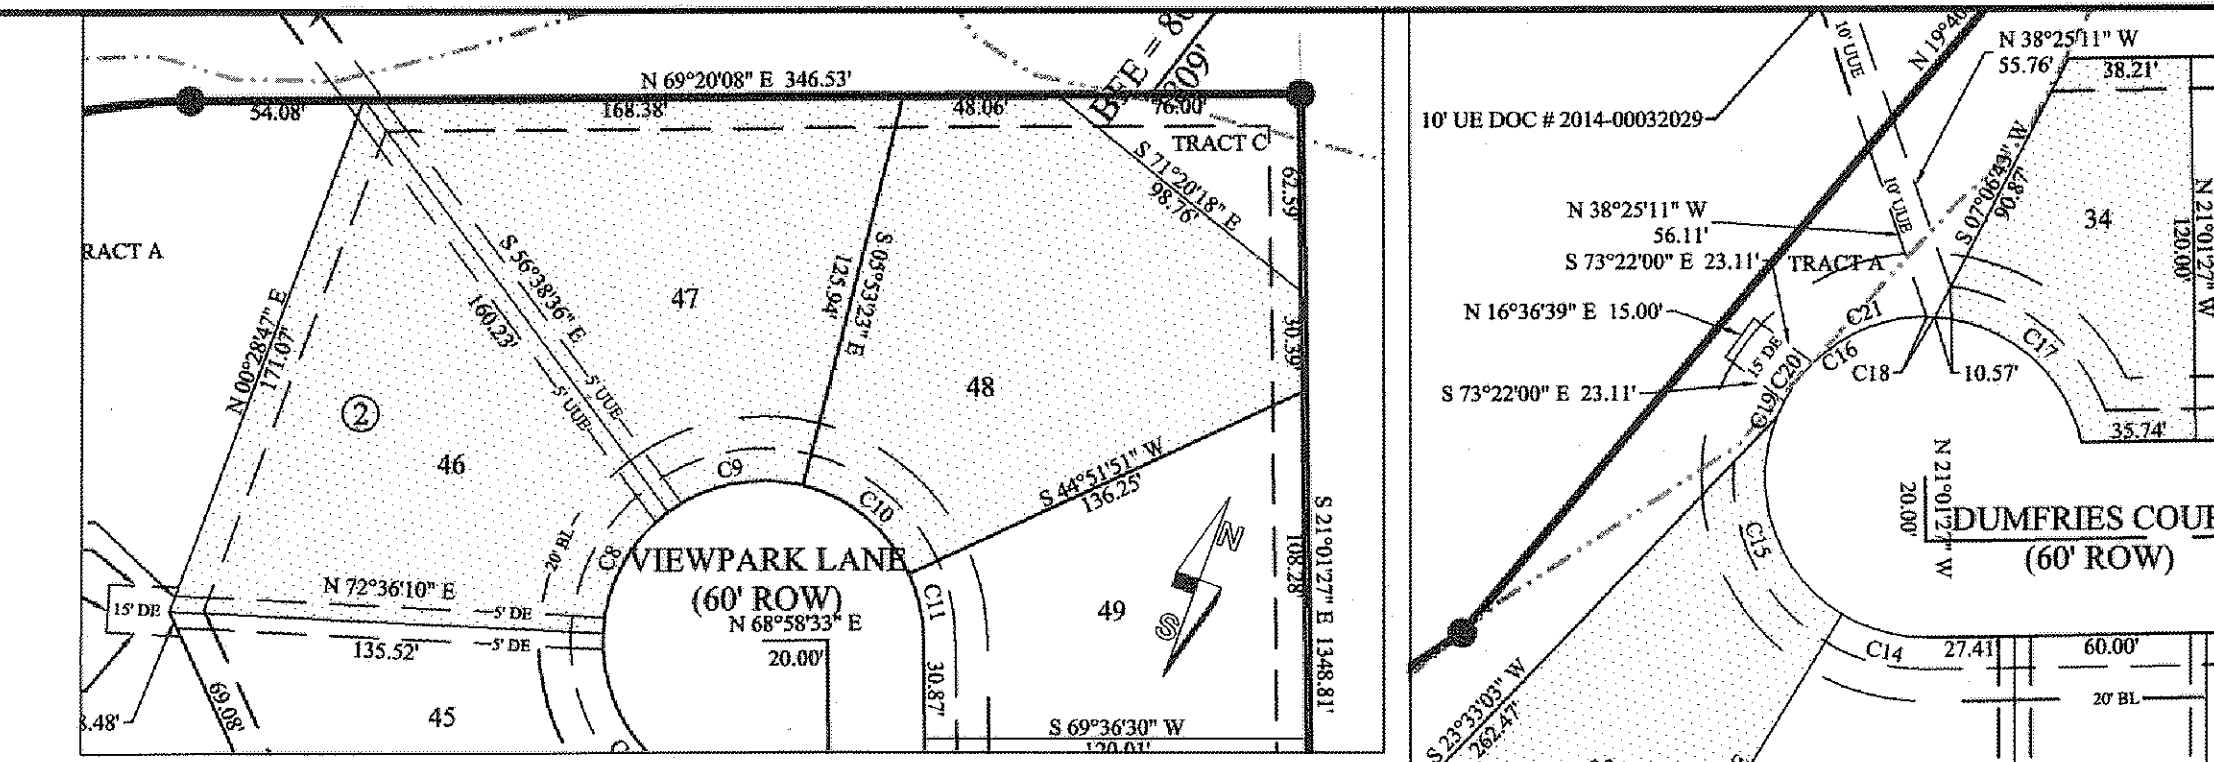 N 69°20'08" E 346.53'
54.08'
168.38'
48.06'
76.00'
BFE = 80
209'
TRACT C
S 71°20'18" E
98.76'
62.59'
30.39'
RACT A
N 00°28'47" E
171.07'
S 56°38'36" E
160.23'
5' UUE
5' UUE
47
S 05°53'23" E
125.94'
48
2
46
S 44°51'51" W
136.25'
C9
C10
C8
C11
20' BL
VIEWPARK LANE
(60' ROW)
N 68°58'33" E
20.00'
N 72°36'10" E
135.52'
5' DE
5' DE
15' DE
69.08'
8.48'
45
30.87'
49
N
S
108.28'
S 21°01'27" E 1348.81'
S 69°36'30" W
120.01'
10' UUE
N 19°40
N 38°25'11" W
55.76'
38.21'
10' UE DOC # 2014-00032029
10' UUE
S 07°06'43" W
90.87'
34
N 21°01'27" W
120.00'
N 38°25'11" W
56.11'
S 73°22'00" E 23.11'
TRACT A
N 16°36'39" E 15.00'
15' DE
S 73°22'00" E 23.11'
C21
C16
C20
C19
C18
10.57'
C17
35.74'
N 21°01'27" W
20.00'
DUMFRIES COU
(60' ROW)
C15
C14
27.41
60.00'
20' BL
S 23°33'03" W
262.47'